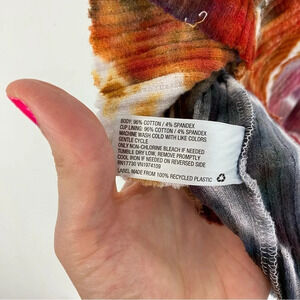 BODY: 96% COTTON / 4% SPANDEX
CUP LINING: 96% COTTON / 4% SPANDEX
MACHINE WASH COLD WITH LIKE COLORS
GENTLE CYCLE
ONLY NON-CHLORINE BLEACH IF NEEDED
TUMBLE DRY LOW, REMOVE PROMPTLY
COOL IRON IF NEEDED ON REVERSED SIDE
RN17730 VN1974109
LABEL MADE FROM 100% RECYCLED PLASTIC